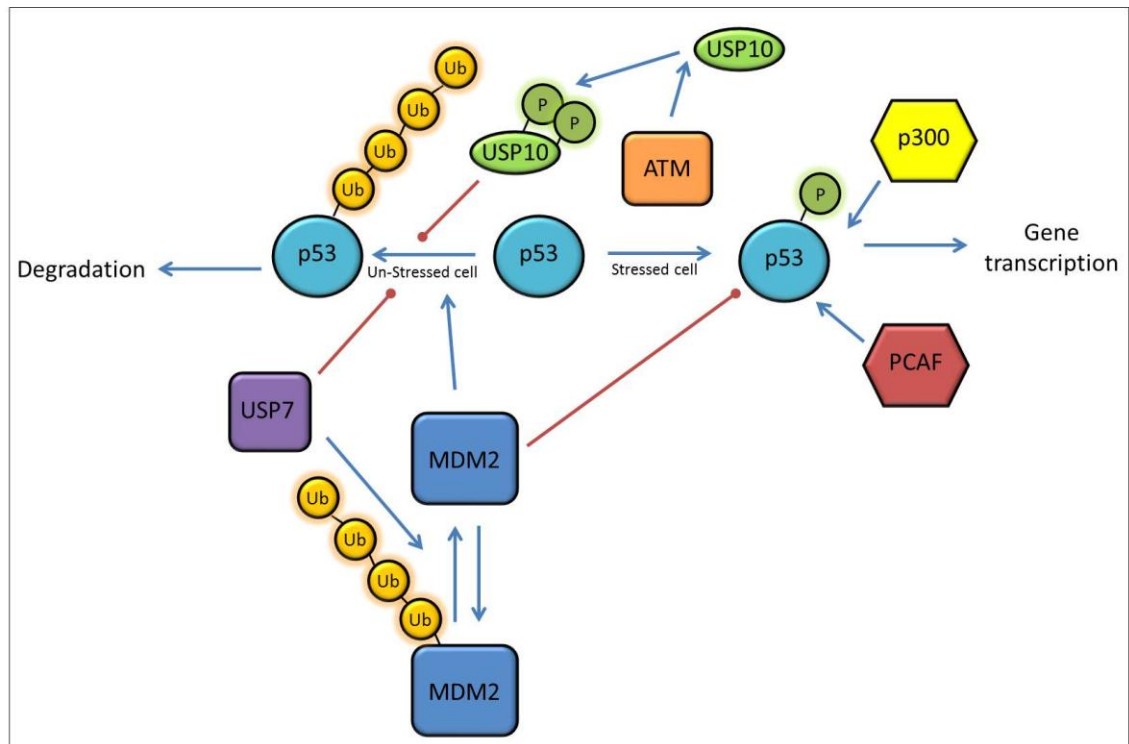 Ub
USP10
Ub
P
P
Ub
USP10
ATM
p300
Ub
P
p53
p53
p53
Degradation
Un-Stressed cell
Stressed cell
Gene
transcription
PCAF
USP7
MDM2
Ub
Ub
Ub
Ub
MDM2